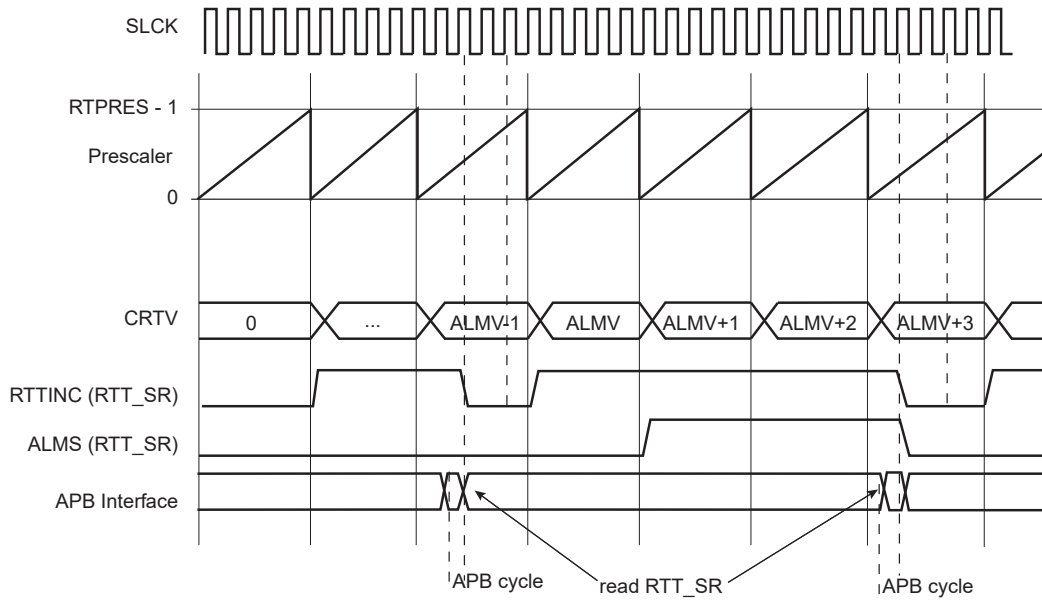 SLCK
RTPRES - 1
Prescaler
0
CRTV
0
...
ALMV-1
ALMV
ALMV+1
ALMV+2
ALMV+3
RTTINC (RTT_SR)
ALMS (RTT_SR)
APB Interface
APB cycle
read RTT_SR
APB cycle